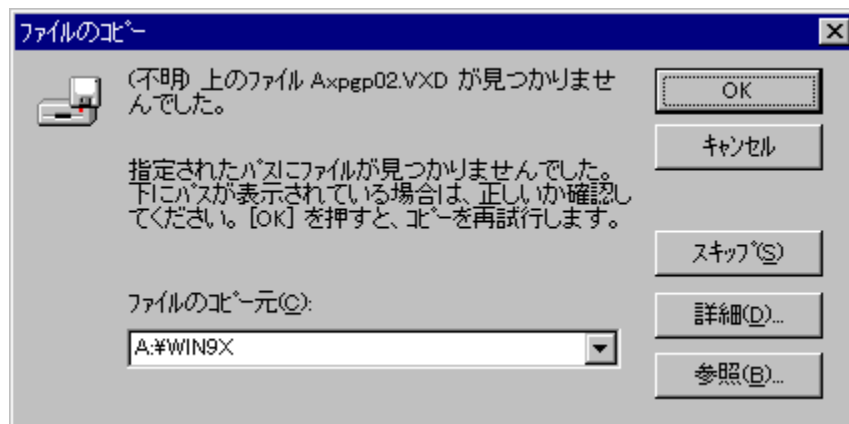 ファイルのコピー
(不明) 上のファイル Axpgp02.VXD が見つかりませ
んでした。
指定されたパスにファイルが見つかりませんでした。
下にパスが表示されている場合は、正しいか確認し
てください。[OK] を押すと、コピーを再試行します。
ファイルのコピー元(C):
A:¥WIN9X
OK
キャンセル
スキップ(S)
詳細(D)...
参照(B)...